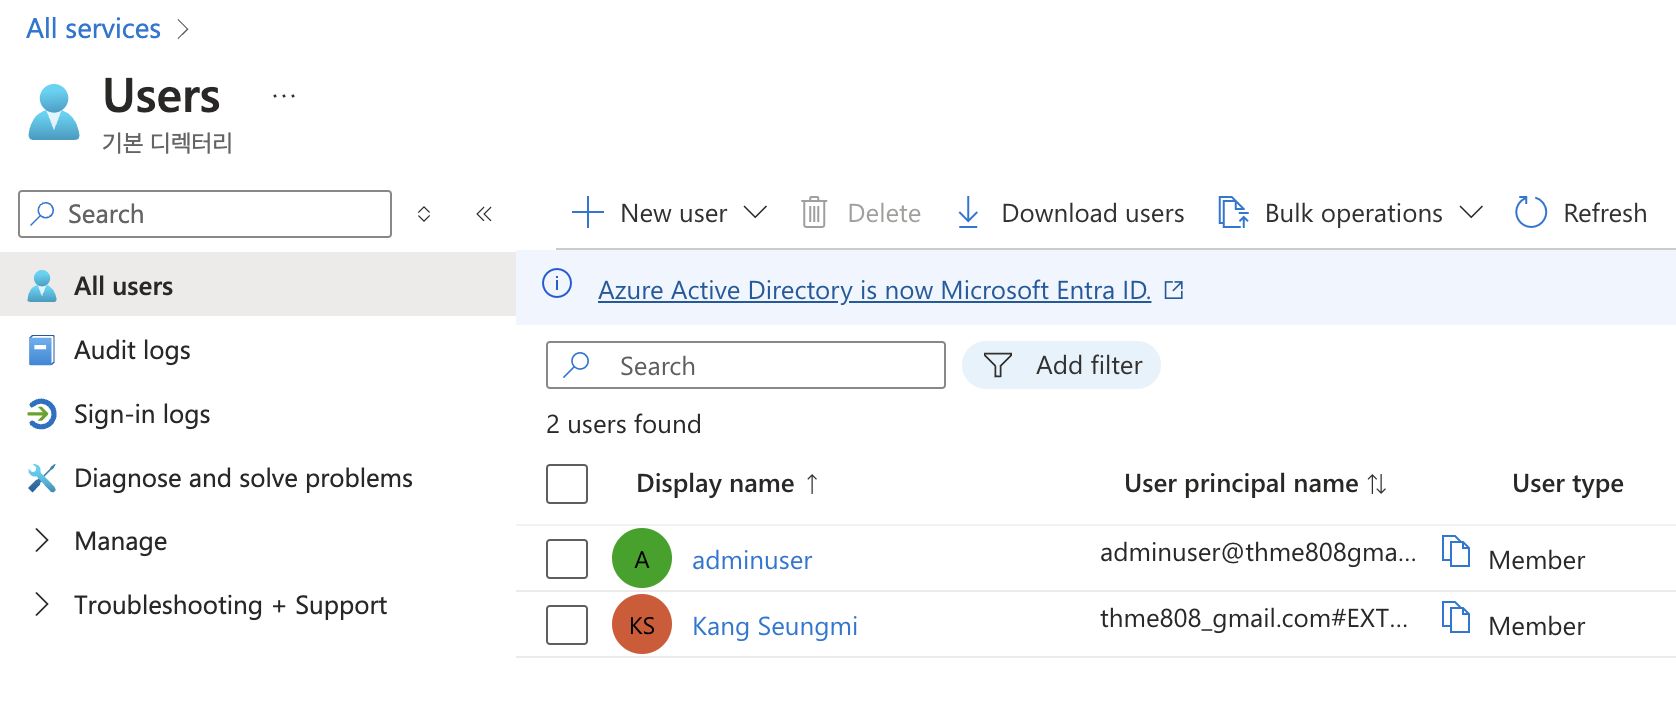 All services
Users ...
기본 디렉터리
Search
All users
Audit logs
Sign-in logs
Diagnose and solve problems
Manage
Troubleshooting + Support
New user
Delete
Download users
Bulk operations
Refresh
Azure Active Directory is now Microsoft Entra ID.
Search
Add filter
2 users found
Display name ↑ User principal name ↑↓ User type
A adminuser adminuser@thme808gma... Member
KS Kang Seungmi thme808_gmail.com#EXT... Member